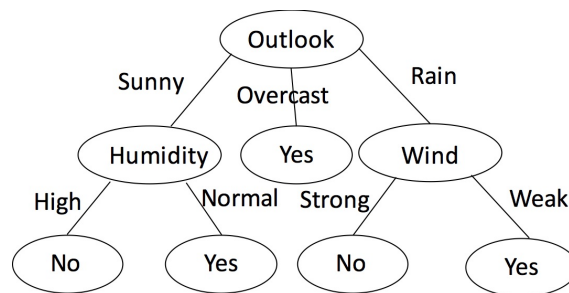 Outlook
Sunny
Overcast
Rain
Humidity
Yes
Wind
High
Normal
Strong
Weak
No
Yes
No
Yes